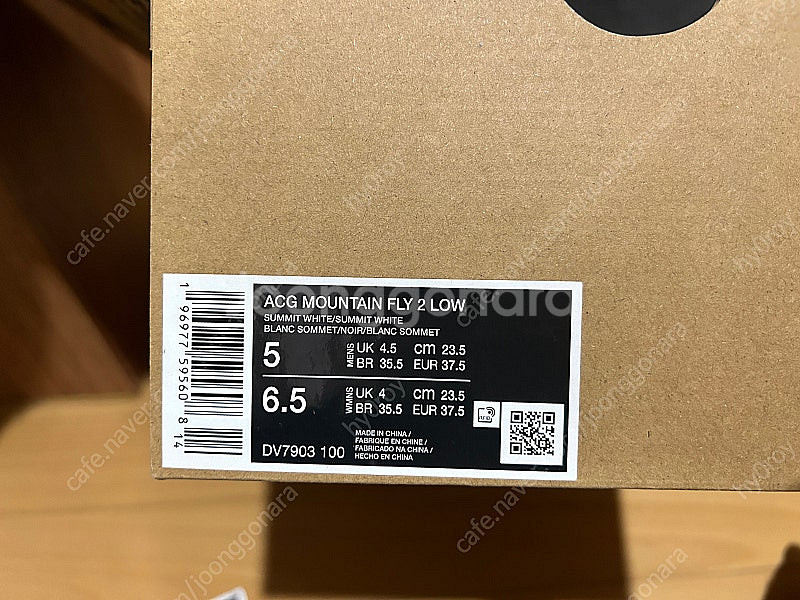 ACG MOUNTAIN FLY 2 LOW
SUMMIT WHITE/SUMMIT WHITE
BLANC SOMMET/NOIR/BLANC SOMMET
5 MENS UK 4.5 cm 23.5
BR 35.5 EUR 37.5
6.5 WMNS UK 4 cm 23.5
BR 35.5 EUR 37.5
DV7903 100
MADE IN CHINA /
FABRIQUE EN CHINE /
FABRICADO NA CHINA /
HECHO EN CHINA
1 96977 59560 8 14
joonggonara
cafe.naver.com/joonggonara
hy0roy